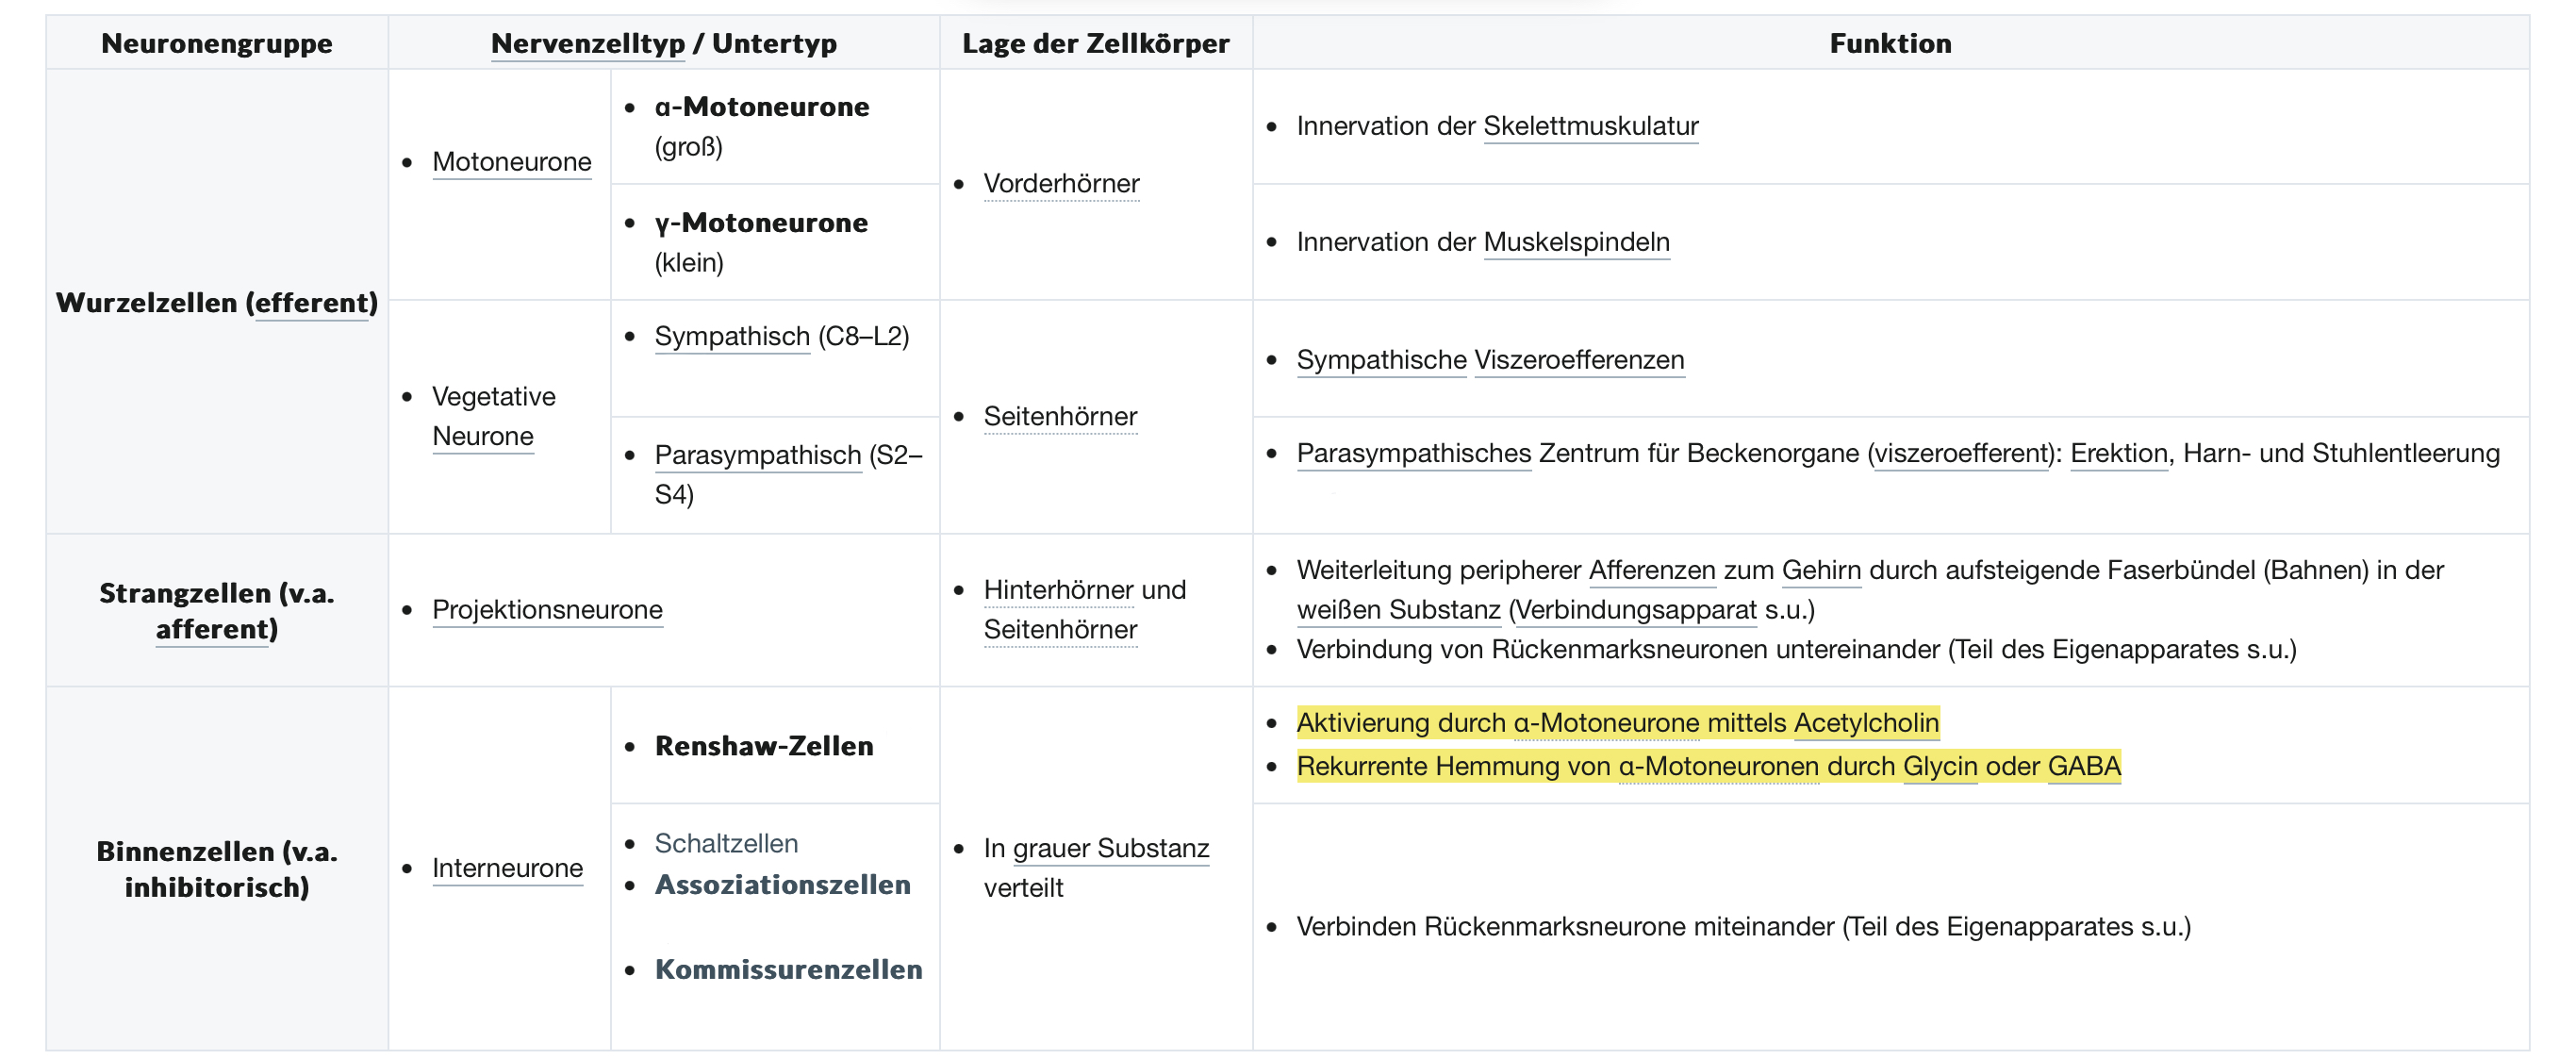 Neuronengruppe
Nervenzelltyp / Untertyp
Lage der Zellkörper
Funktion
Wurzelzellen (efferent)
• Motoneurone
• α-Motoneurone
(groß)
• Vorderhörner
• Innervation der Skelettmuskulatur
• γ-Motoneurone
(klein)
• Innervation der Muskelspindeln
• Vegetative
Neurone
• Sympathisch (C8–L2)
• Seitenhörner
• Sympathische Viszeroefferenzen
• Parasympathisch (S2–
S4)
• Parasympathisches Zentrum für Beckenorgane (viszeroefferent): Erektion, Harn- und Stuhlentleerung
Strangzellen (v.a.
afferent)
• Projektionsneurone
• Hinterhörner und
Seitenhörner
• Weiterleitung peripherer Afferenzen zum Gehirn durch aufsteigende Faserbündel (Bahnen) in der
weißen Substanz (Verbindungsapparat s.u.)
• Verbindung von Rückenmarksneuronen untereinander (Teil des Eigenapparates s.u.)
Binnenzellen (v.a.
inhibitorisch)
• Interneurone
• Renshaw-Zellen
• In grauer Substanz
verteilt
• Aktivierung durch α-Motoneurone mittels Acetylcholin
• Rekurrente Hemmung von α-Motoneuronen durch Glycin oder GABA
• Schaltzellen
• Assoziationszellen
• Kommissurenzellen
• Verbinden Rückenmarksneurone miteinander (Teil des Eigenapparates s.u.)